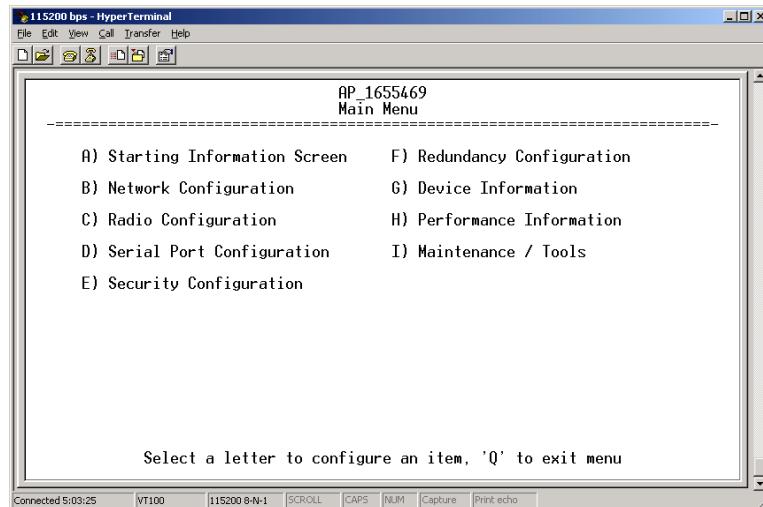 115200 bps - HyperTerminal
File Edit View Call Transfer Help
AP_1655469
Main Menu
-==========================================================================-
A) Starting Information Screen F) Redundancy Configuration
B) Network Configuration G) Device Information
C) Radio Configuration H) Performance Information
D) Serial Port Configuration I) Maintenance / Tools
E) Security Configuration
Select a letter to configure an item, 'Q' to exit menu
Connected 5:03:25 VT100 115200 8-N-1 SCROLL CAPS NUM Capture Print echo